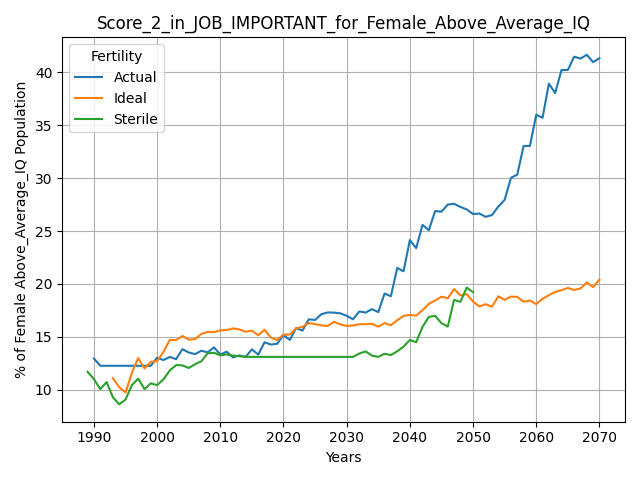 Score_2_in_JOB_IMPORTANT_for_Female_Above_Average_IQ
Fertility
Actual
Ideal
Sterile
% of Female Above_Average_IQ Population
40
35
30
25
20
15
10
1990 2000 2010 2020 2030 2040 2050 2060 2070
Years